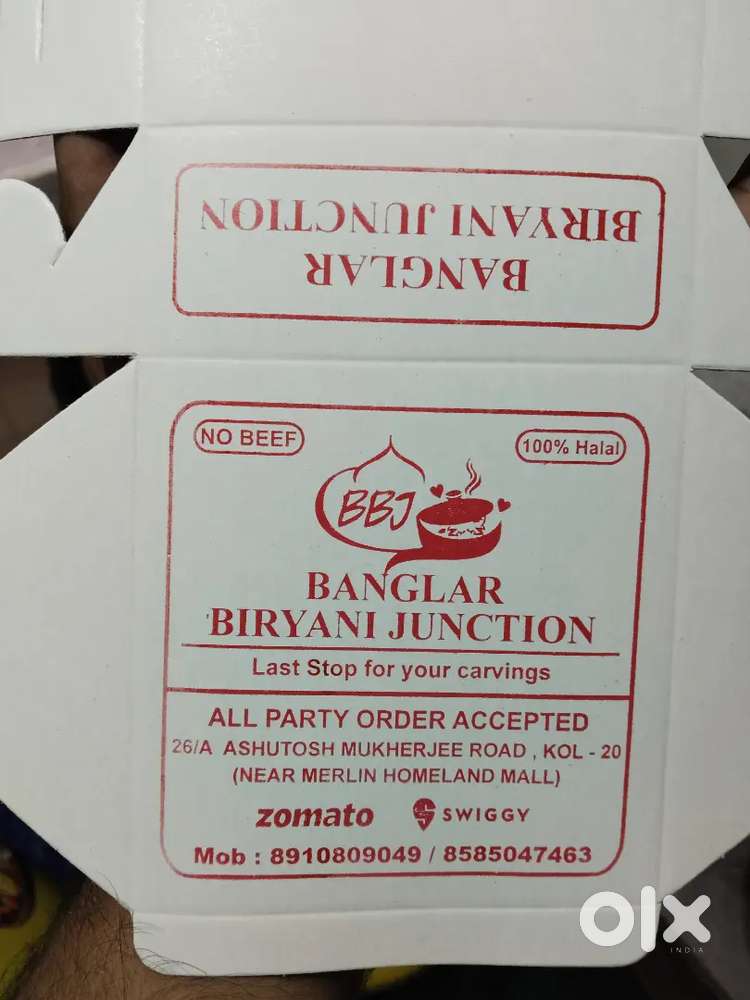 BANGLAR
BIRYANI JUNCTION
NO BEEF
100% Halal
BBJ
BANGLAR
BIRYANI JUNCTION
Last Stop for your carvings
ALL PARTY ORDER ACCEPTED
26/A ASHUTOSH MUKHERJEE ROAD , KOL - 20
(NEAR MERLIN HOMELAND MALL)
zomato SWIGGY
Mob : 8910809049 / 8585047463
olx
INDIA